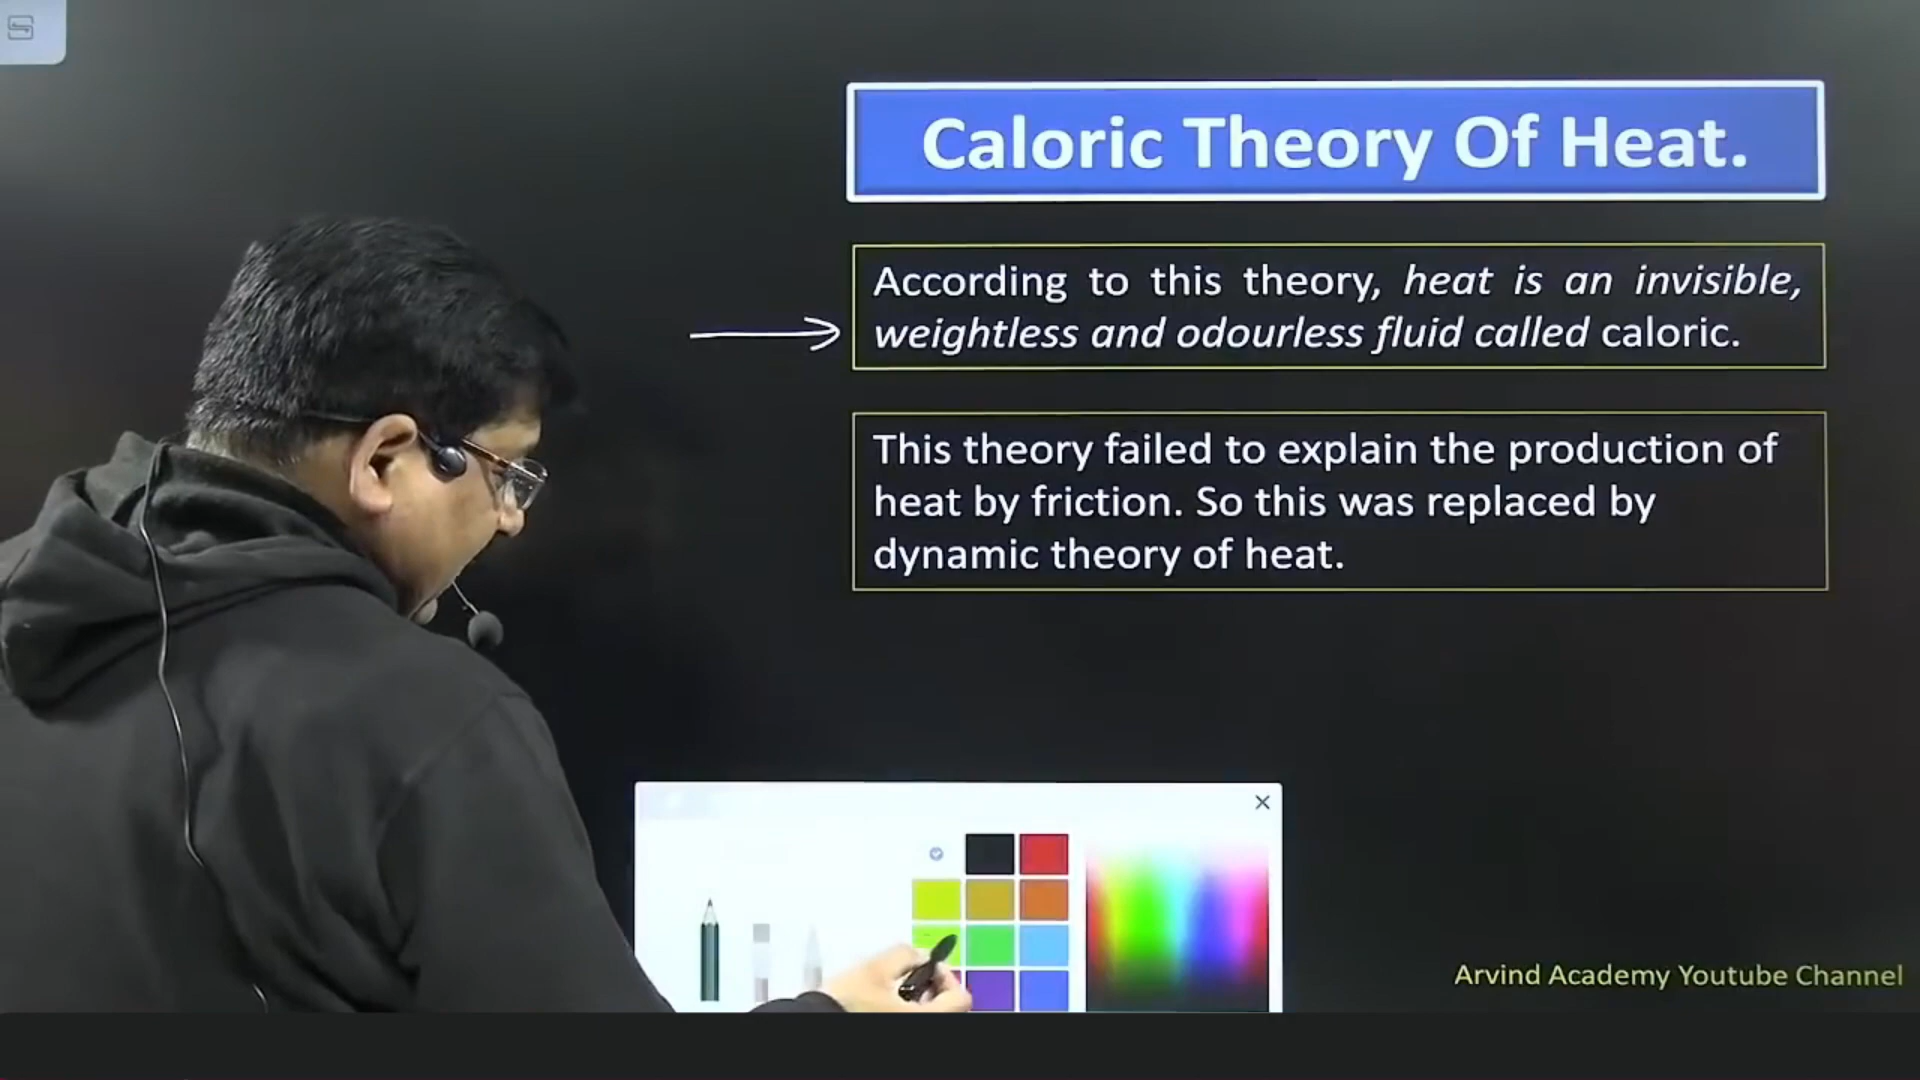 Caloric Theory Of Heat.
According to this theory, heat is an invisible,
weightless and odourless fluid called caloric.
This theory failed to explain the production of
heat by friction. So this was replaced by
dynamic theory of heat.
Arvind Academy Youtube Channel